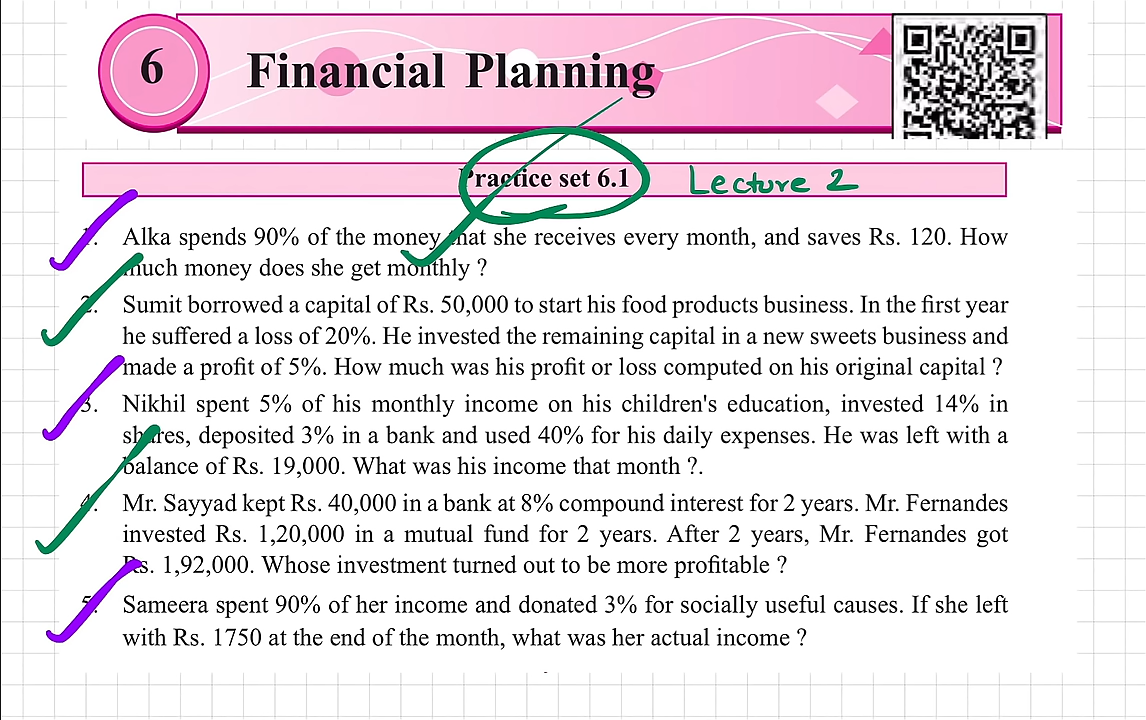 6
Financial Planning
Practice set 6.1 Lecture 2
1. Alka spends 90% of the money that she receives every month, and saves Rs. 120. How
much money does she get monthly ?
2. Sumit borrowed a capital of Rs. 50,000 to start his food products business. In the first year
he suffered a loss of 20%. He invested the remaining capital in a new sweets business and
made a profit of 5%. How much was his profit or loss computed on his original capital ?
3. Nikhil spent 5% of his monthly income on his children's education, invested 14% in
shares, deposited 3% in a bank and used 40% for his daily expenses. He was left with a
balance of Rs. 19,000. What was his income that month ?.
4. Mr. Sayyad kept Rs. 40,000 in a bank at 8% compound interest for 2 years. Mr. Fernandes
invested Rs. 1,20,000 in a mutual fund for 2 years. After 2 years, Mr. Fernandes got
Rs. 1,92,000. Whose investment turned out to be more profitable ?
5. Sameera spent 90% of her income and donated 3% for socially useful causes. If she left
with Rs. 1750 at the end of the month, what was her actual income ?